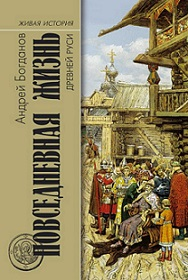 ЖИВАЯ ИСТОРИЯ
Андрей Богданов
ПОВСЕДНЕВНАЯ ЖИЗНЬ
ДРЕВНЕЙ РУСИ